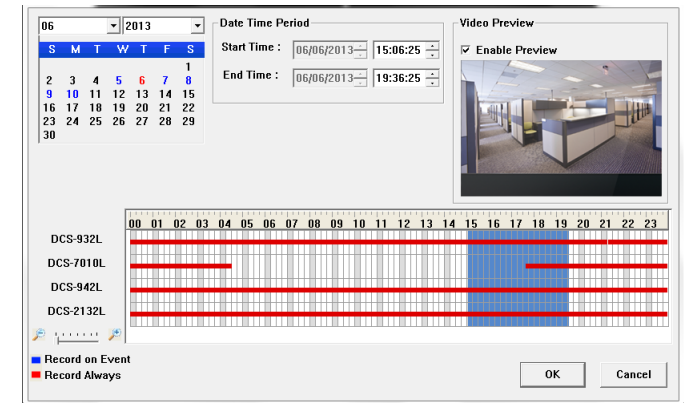 06 2013
S M T W T F S
1
2 3 4 5 6 7 8
9 10 11 12 13 14 15
16 17 18 19 20 21 22
23 24 25 26 27 28 29
30
Date Time Period
Start Time : 06/06/2013 15:06:25
End Time : 06/06/2013 19:36:25
Video Preview
Enable Preview
00 01 02 03 04 05 06 07 08 09 10 11 12 13 14 15 16 17 18 19 20 21 22 23
DCS-932L
DCS-7010L
DCS-942L
DCS-2132L
Record on Event
Record Always
OK Cancel